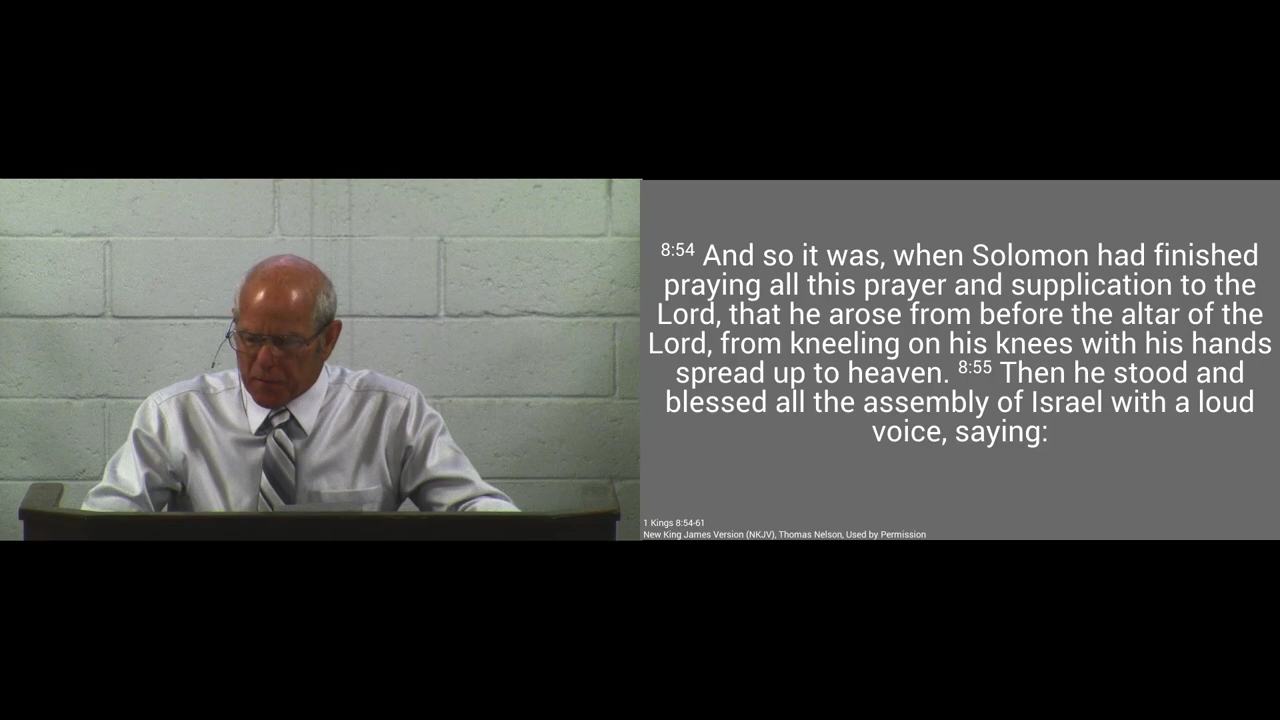 8:54 And so it was, when Solomon had finished
praying all this prayer and supplication to the
Lord, that he arose from before the altar of the
Lord, from kneeling on his knees with his hands
spread up to heaven. 8:55 Then he stood and
blessed all the assembly of Israel with a loud
voice, saying:
1 Kings 8:54-61
New King James Version (NKJV), Thomas Nelson, Used by Permission